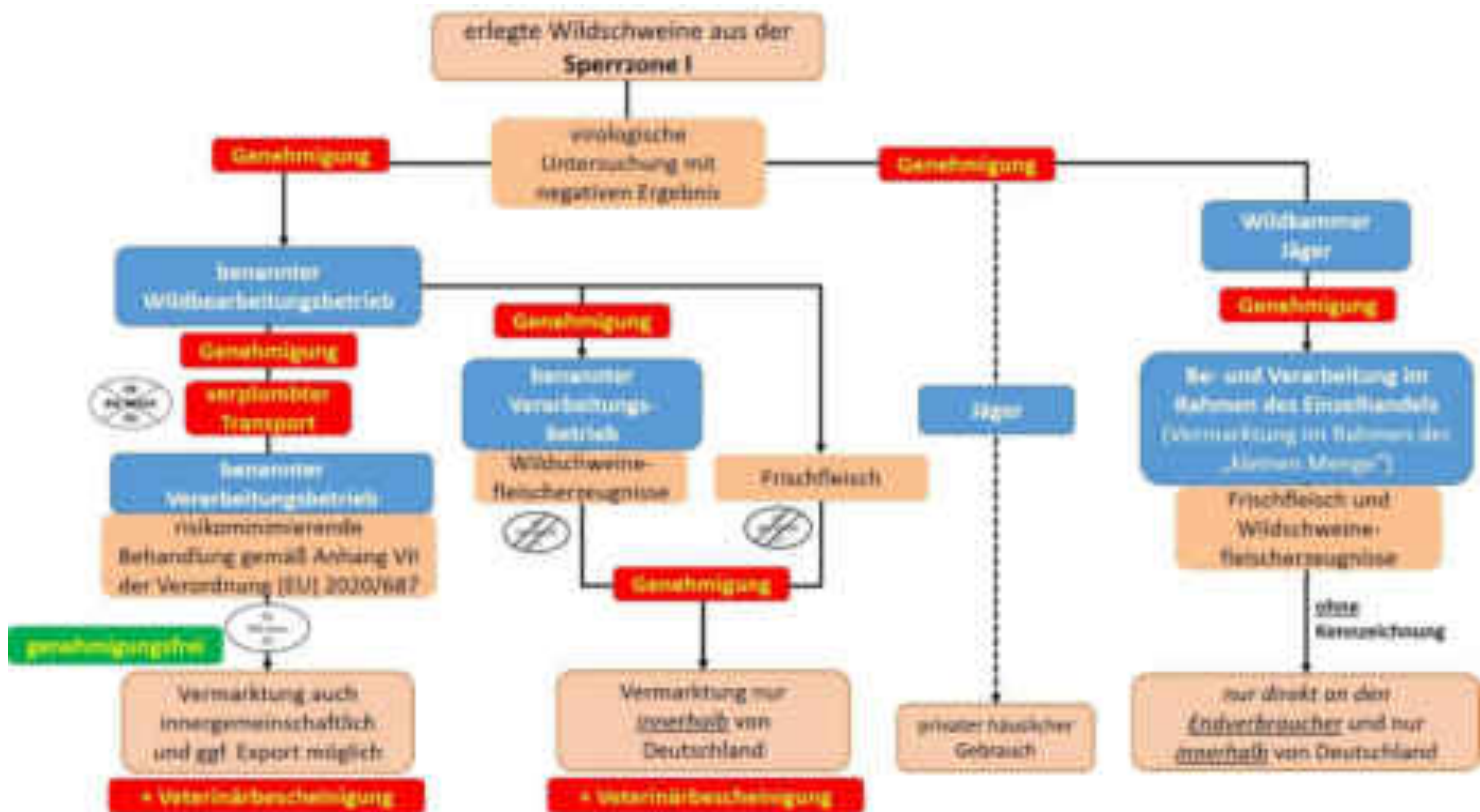 erlegte Wildschweine aus der
Sperrzone I
virologische
Untersuchung mit
negativen Ergebnis
Genehmigung
Genehmigung
Wildkammer
Jäger
benannter
Wildbearbeitungsbetrieb
Genehmigung
Genehmigung
Genehmigung
verplombter
Transport
benannter
Verarbeitungs-
betrieb
Jäger
Be- und Verarbeitung im
Rahmen des Einzelhandels
(Vermarktung im Rahmen der
„kleinen Menge")
benannter
Verarbeitungsbetrieb
Wildschweine-
fleischerzeugnisse
Frischfleisch
Frischfleisch und
Wildschweine-
fleischerzeugnisse
risikominimierende
Behandlung gemäß Anhang VII
der Verordnung (EU) 2020/687
Genehmigung
ohne
Kennzeichnung
genehmigungsfrei
Vermarktung auch
innergemeinschaftlich
und ggf. Export möglich
+ Veterinärbescheinigung
Vermarktung nur
innerhalb von
Deutschland
+ Veterinärbescheinigung
privater häuslicher
Gebrauch
nur direkt an den
Endverbraucher und nur
innerhalb von Deutschland